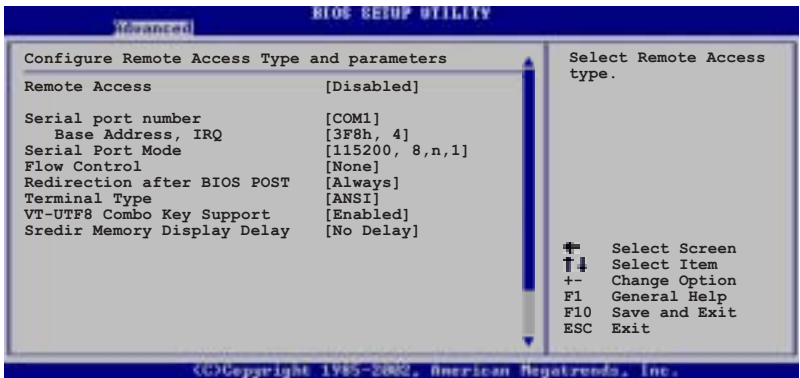 BIOS SETUP UTILITY
Advanced
Configure Remote Access Type and parameters
Remote Access [Disabled]
Serial port number [COM1]
Base Address, IRQ [3F8h, 4]
Serial Port Mode [115200, 8,n,1]
Flow Control [None]
Redirection after BIOS POST [Always]
Terminal Type [ANSI]
VT-UTF8 Combo Key Support [Enabled]
Sredir Memory Display Delay [No Delay]
Select Remote Access
type.
Select Screen
↑↓ Select Item
+- Change Option
F1 General Help
F10 Save and Exit
ESC Exit
(C)Copyright 1985-2002, American Megatrends, Inc.